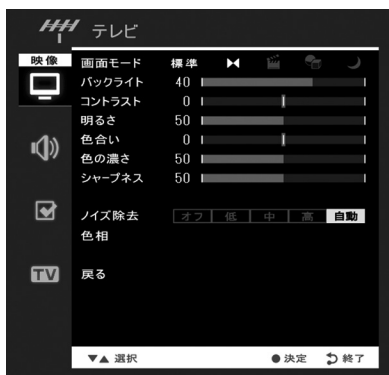 テレビ
映像
画面モード 標準
バックライト 40
コントラスト 0
明るさ 50
色合い 0
色の濃さ 50
シャープネス 50
ノイズ除去 オフ 低 中 高 自動
色相
TV 戻る
▼▲ 選択 ●決定 終了